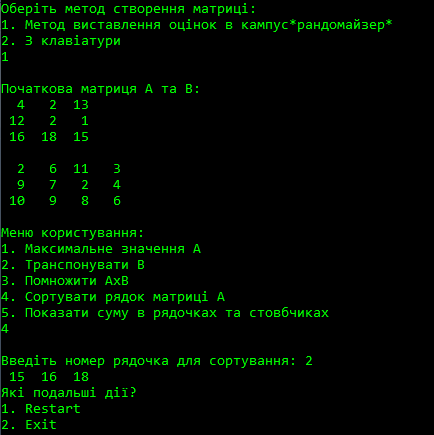 Оберіть метод створення матриці:
1. Метод виставлення оцінок в кампус*рандомайзер*
2. З клавіатури
1
Початкова матриця А та В:
4 2 13
12 2 1
16 18 15
2 6 11 3
9 7 2 4
10 9 8 6
Меню користування:
1. Максимальне значення А
2. Транспонувати В
3. Помножити АхВ
4. Сортувати рядок матриці А
5. Показати суму в рядочках та стовбчиках
4
Введіть номер рядочка для сортування: 2
15 16 18
Які подальші дії?
1. Restart
2. Exit